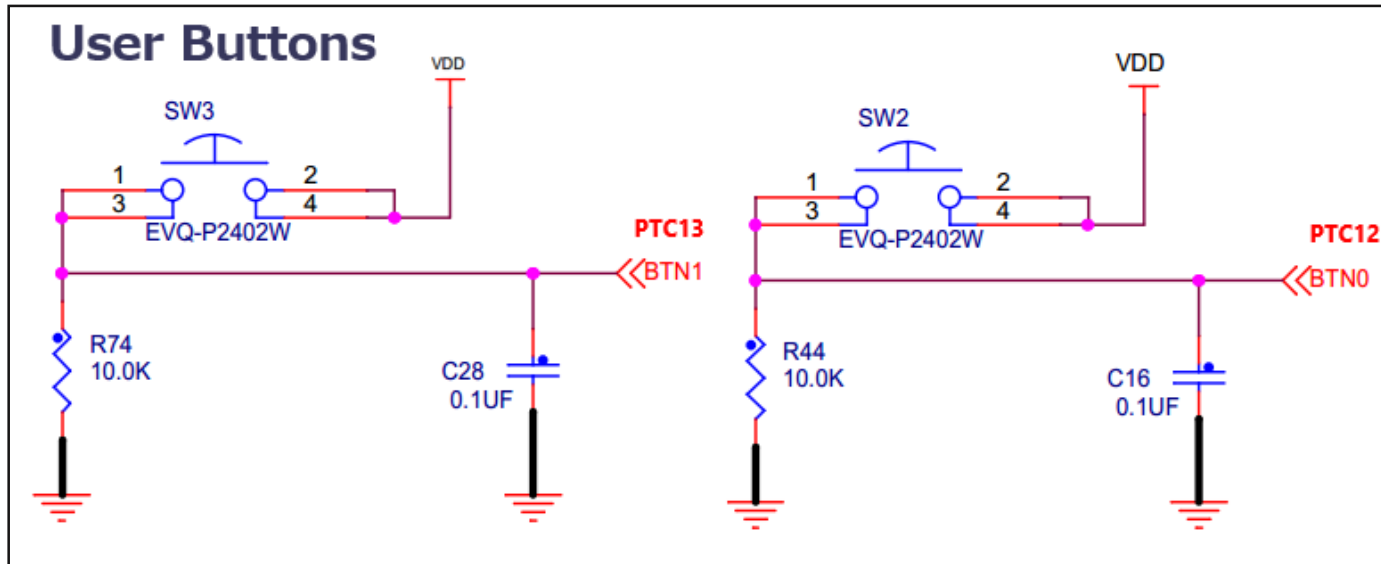 User Buttons
VDD
SW3
1
2
3
4
EVQ-P2402W
PTC13
BTN1
R74
10.0K
C28
0.1UF
VDD
SW2
1
2
3
4
EVQ-P2402W
PTC12
BTN0
R44
10.0K
C16
0.1UF